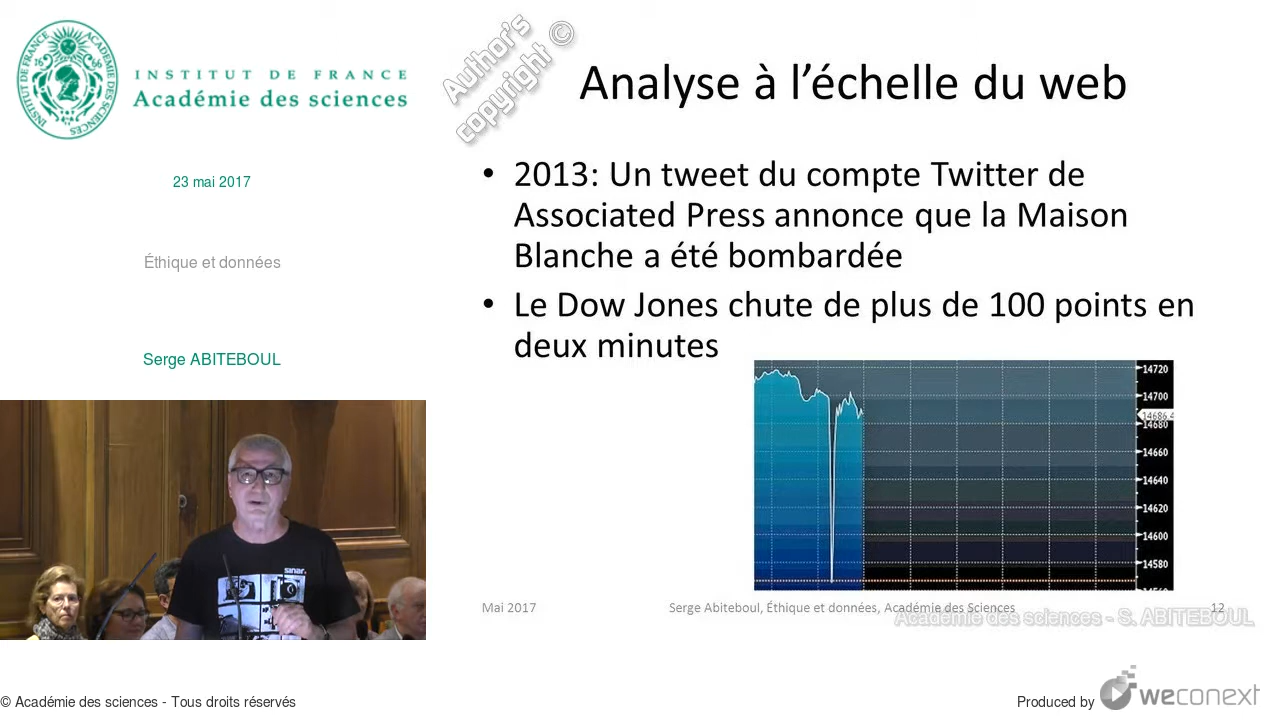 INSTITUT DE FRANCE
Académie des sciences
23 mai 2017
Éthique et données
Serge ABITEBOUL
Author's
copyright ©
Analyse à l'échelle du web
• 2013: Un tweet du compte Twitter de
Associated Press annonce que la Maison
Blanche a été bombardée
• Le Dow Jones chute de plus de 100 points en
deux minutes
14720
14700
14686.4
14680
14660
14640
14620
14600
14580
sinar
Mai 2017
Serge Abiteboul, Éthique et données, Académie des Sciences
12
Académie des sciences - S. ABITEBOUL
© Académie des sciences - Tous droits réservés
Produced by
weconext